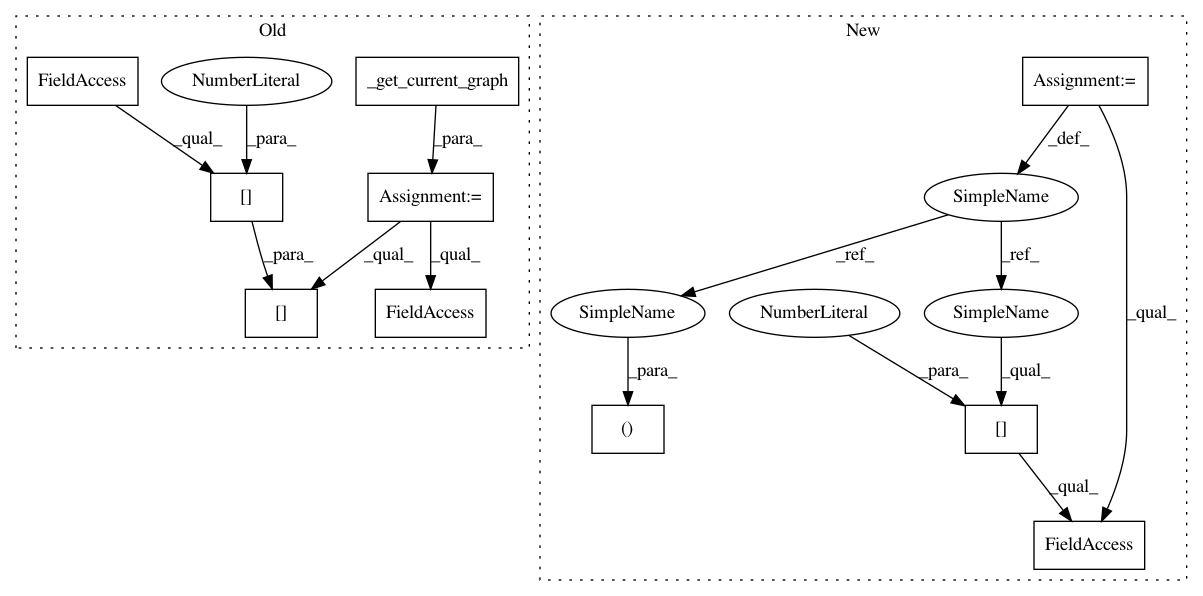 Old
New
FieldAccess
NumberLiteral
_get_current_graph
Assignment:=
_qual_
_para_
_para_
_def_
[]
Assignment:=
SimpleName
_para_
_qual_
_qual_
_ref_
_ref_
[]
FieldAccess
SimpleName
NumberLiteral
SimpleName
_qual_
_para_
_para_
_qual_
()
[]
_qual_
FieldAccess